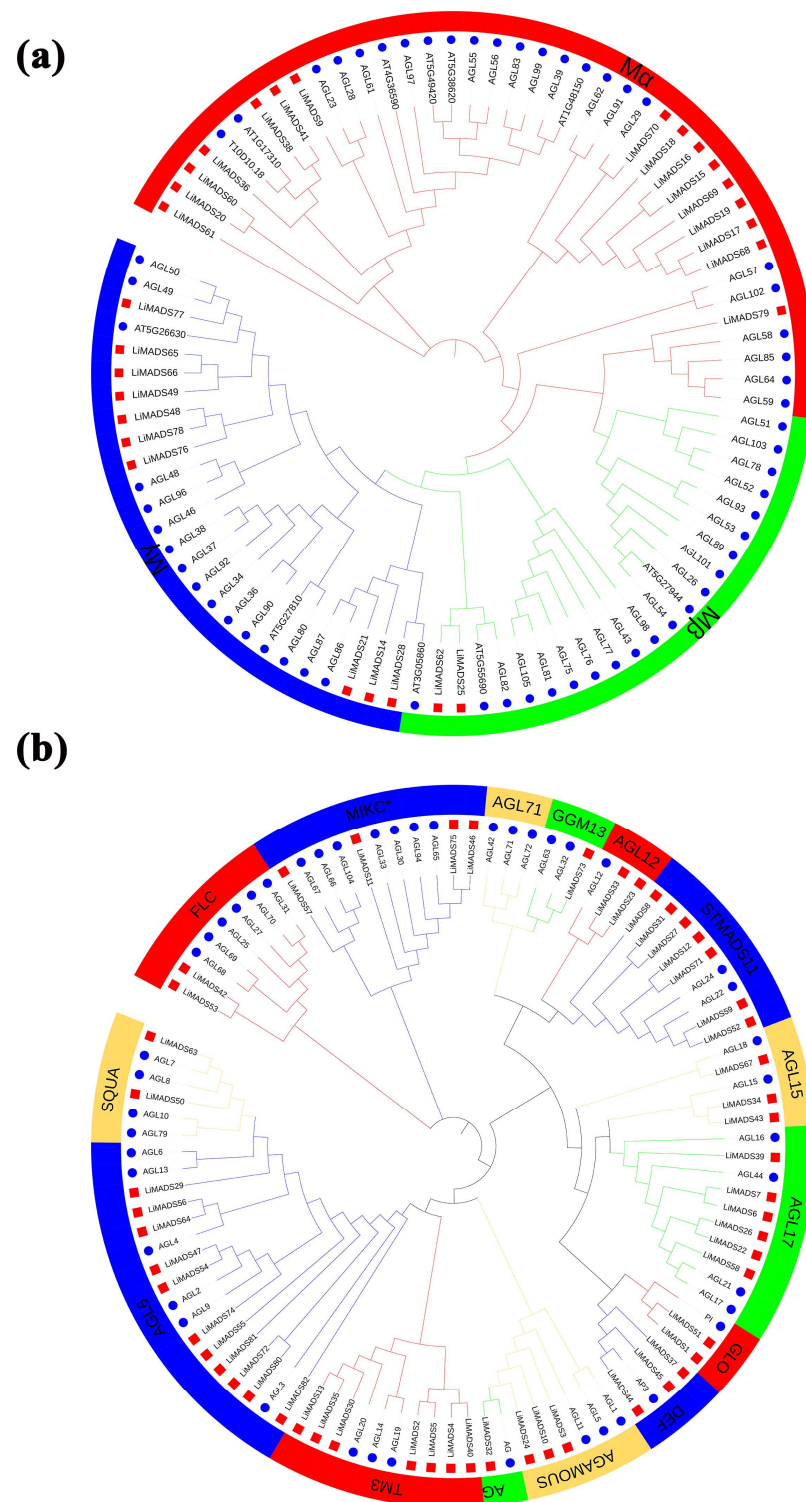 (a)
Mα
Mβ
Mγ
LiMADS61
LiMADS20
LiMADS60
LiMADS36
T10D10.18
AT1G17310
LiMADS38
LiMADS41
LiMADS9
AGL23
AGL28
AGL61
AT4G36590
AGL97
AT5G49420
AT5G38620
AGL55
AGL56
AGL83
AGL99
AGL39
AT1G48150
AGL62
AGL91
AGL29
LiMADS70
LiMADS18
LiMADS16
LiMADS15
LiMADS69
LiMADS19
LiMADS17
LiMADS68
AGL57
AGL102
LiMADS79
AGL58
AGL85
AGL64
AGL59
AGL51
AGL103
AGL78
AGL52
AGL93
AGL53
AGL89
AGL101
AGL26
AT5G27944
AGL54
AGL98
AGL43
AGL77
AGL76
AGL75
AGL81
AGL105
AGL82
AT5G55690
LiMADS25
LiMADS62
AT3G05860
LiMADS28
LiMADS14
LiMADS21
AGL86
AGL87
AGL80
AT5G27810
AGL90
AGL36
AGL34
AGL92
AGL37
AGL38
AGL46
AGL96
AGL48
LiMADS76
LiMADS78
LiMADS48
LiMADS49
LiMADS66
LiMADS65
AT5G26630
LiMADS77
AGL49
AGL50
(b)
FLC
MIKC*
AGL71
GGM13
AGL12
STMADS11
AGL15
AGL17
GLO
DEF
AGAMOUS
AG
TM3
AGL6
SQUA
LiMADS53
LiMADS42
AGL68
AGL69
AGL25
AGL27
AGL70
AGL31
LiMADS57
AGL67
AGL66
AGL104
LiMADS11
AGL33
AGL30
AGL94
AGL65
LiMADS75
LiMADS46
AGL42
AGL71
AGL72
AGL63
AGL32
LiMADS73
AGL12
LiMADS33
LiMADS23
LiMADS8
LiMADS31
LiMADS27
LiMADS12
LiMADS71
AGL24
AGL22
LiMADS59
LiMADS52
AGL18
LiMADS67
AGL15
LiMADS34
LiMADS43
AGL16
LiMADS39
AGL44
LiMADS7
LiMADS6
LiMADS26
LiMADS22
LiMADS58
AGL21
AGL17
PI
LiMADS51
LiMADS1
LiMADS37
LiMADS45
AP3
LiMADS44
AGL1
AGL5
AGL11
LiMADS3
LiMADS10
LiMADS24
AG
LiMADS32
LiMADS40
LiMADS4
LiMADS5
LiMADS2
AGL19
AGL14
AGL20
LiMADS30
LiMADS35
LiMADS13
LiMADS82
AGL3
LiMADS80
LiMADS72
LiMADS81
LiMADS55
LiMADS74
AGL9
AGL2
LiMADS54
LiMADS47
AGL4
LiMADS64
LiMADS56
LiMADS29
AGL13
AGL6
AGL79
AGL10
LiMADS50
AGL8
AGL7
LiMADS63